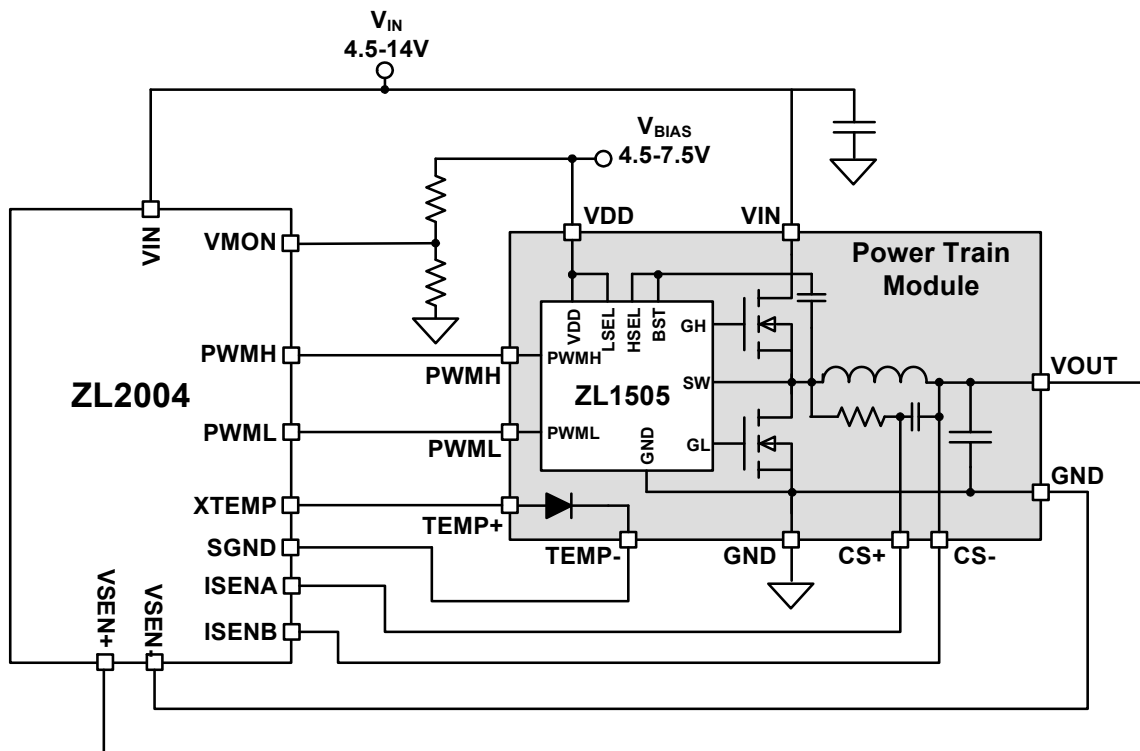 VIN
4.5-14V
VBIAS
4.5-7.5V
VDD
VIN
VIN
VMON
Power Train
Module
VDD
LSEL
HSEL
BST
GH
PWMH
PWMH
PWMH
VOUT
ZL2004
SW
ZL1505
PWML
PWML
PWML
GND
GL
GND
XTEMP
TEMP+
SGND
TEMP-
GND
CS+
CS-
ISENA
VSEN+
VSEN-
ISENB